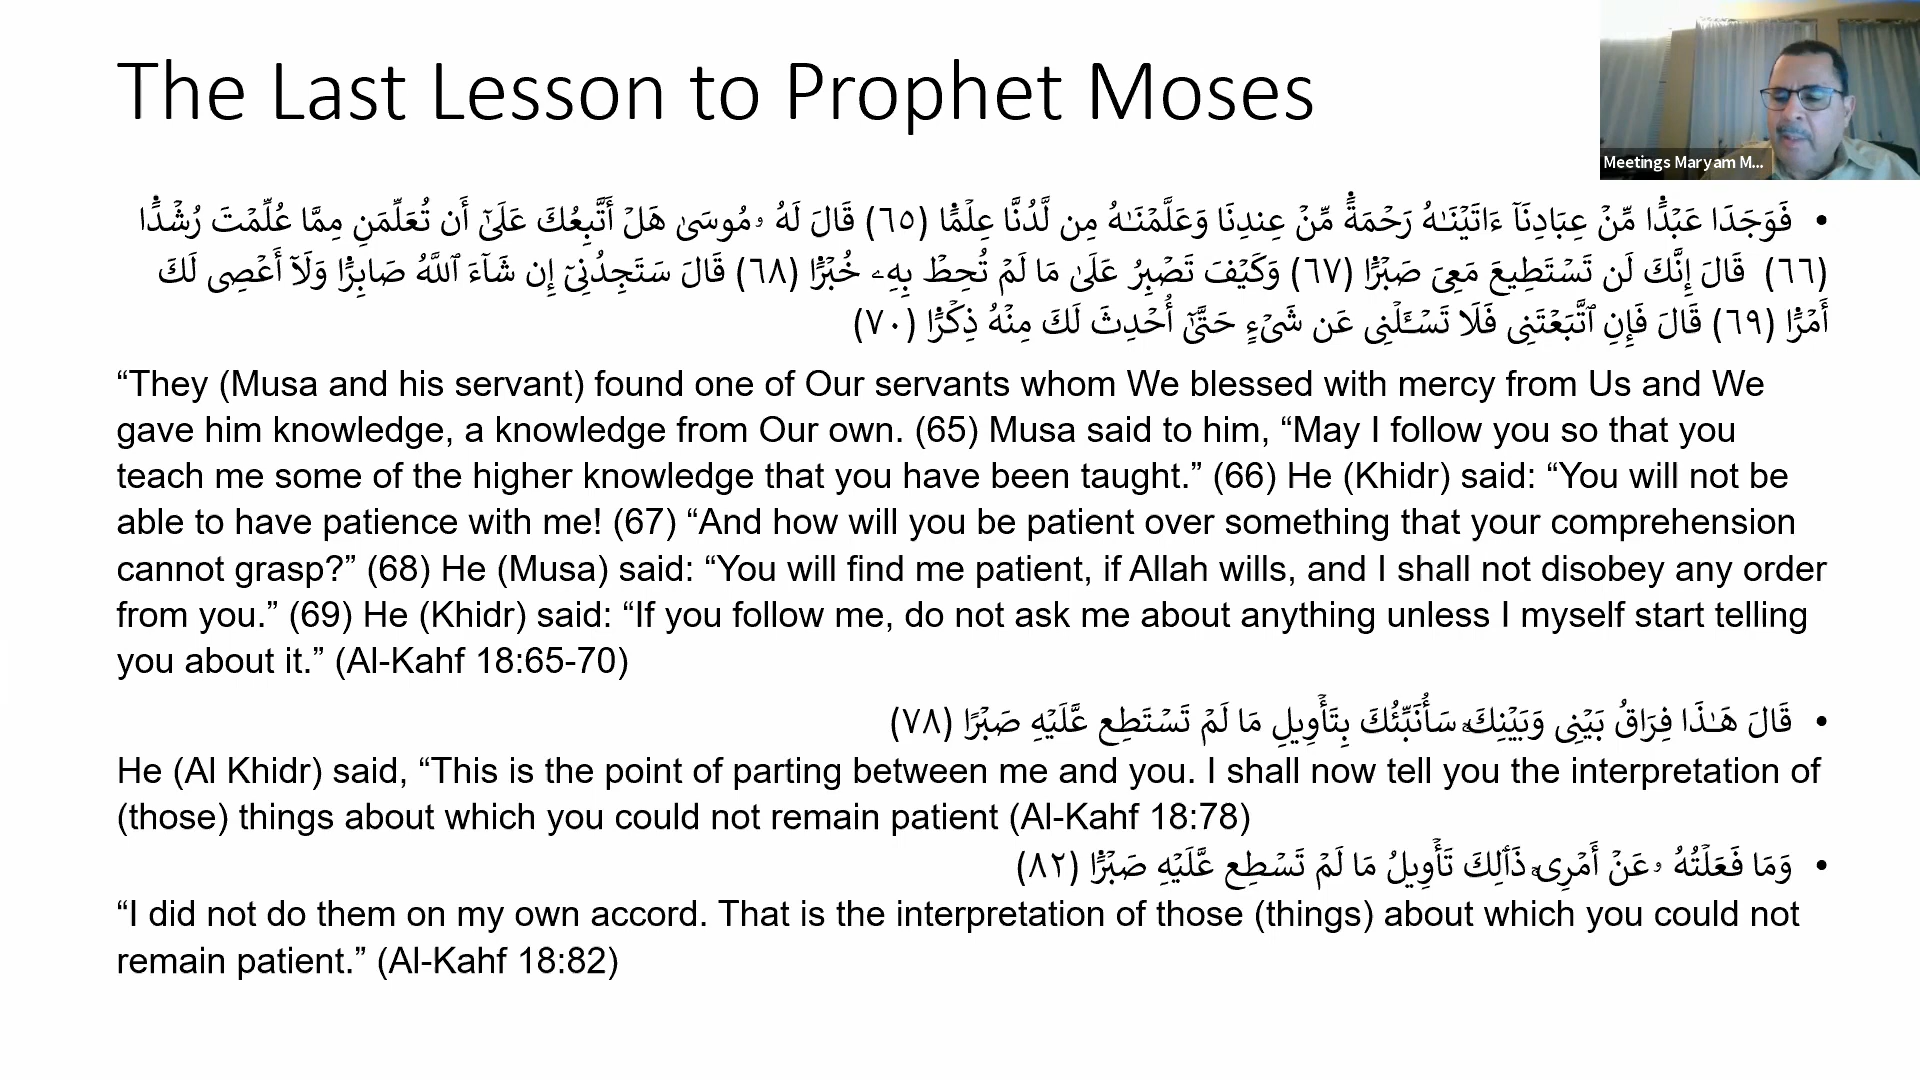 The Last Lesson to Prophet Moses
Meetings Maryam M...
• فَوَجَدَا عَبۡدࣰا مِّنۡ عِبَادِنَاۤ ءَاتَیۡنَـٰهُ رَحۡمَةࣰ مِّنۡ عِندِنَا وَعَلَّمۡنَـٰهُ مِن لَّدُنَّا عِلۡمࣰا (٦٥) قَالَ لَهُۥ مُوسَىٰ هَلۡ أَتَّبِعُكَ عَلَىٰۤ أَن تُعَلِّمَنِ مِمَّا عُلِّمۡتَ رُشۡدࣰا
(٦٦) قَالَ إِنَّكَ لَن تَسۡتَطِیعَ مَعِیَ صَبۡرࣰا (٦٧) وَكَیۡفَ تَصۡبِرُ عَلَىٰ مَا لَمۡ تُحِطۡ بِهِۦ خُبۡرࣰا (٦٨) قَالَ سَتَجِدُنِیۤ إِن شَاۤءَ ٱللَّهُ صَابِرࣰا وَلَاۤ أَعۡصِی لَكَ
أَمۡرࣰا (٦٩) قَالَ فَإِنِ ٱتَّبَعۡتَنِی فَلَا تَسۡـَٔلۡنِی عَن شَیۡءٍ حَتَّىٰۤ أُحۡدِثَ لَكَ مِنۡهُ ذِكۡرࣰا (٧٠)
“They (Musa and his servant) found one of Our servants whom We blessed with mercy from Us and We
gave him knowledge, a knowledge from Our own. (65) Musa said to him, “May I follow you so that you
teach me some of the higher knowledge that you have been taught.” (66) He (Khidr) said: “You will not be
able to have patience with me! (67) “And how will you be patient over something that your comprehension
cannot grasp?” (68) He (Musa) said: “You will find me patient, if Allah wills, and I shall not disobey any order
from you.” (69) He (Khidr) said: “If you follow me, do not ask me about anything unless I myself start telling
you about it.” (Al-Kahf 18:65-70)
• قَالَ هَـٰذَا فِرَاقُ بَیۡنِی وَبَیۡنِكَۚ سَأُنَبِّئُكَ بِتَأۡوِیلِ مَا لَمۡ تَسۡتَطِع عَّلَیۡهِ صَبۡرًا (٧٨)
He (Al Khidr) said, “This is the point of parting between me and you. I shall now tell you the interpretation of
(those) things about which you could not remain patient (Al-Kahf 18:78)
• وَمَا فَعَلۡتُهُۥ عَنۡ أَمۡرِیۚ ذَ ٰلِكَ تَأۡوِیلُ مَا لَمۡ تَسۡطِع عَّلَیۡهِ صَبۡرࣰا (٨٢)
“I did not do them on my own accord. That is the interpretation of those (things) about which you could not
remain patient.” (Al-Kahf 18:82)